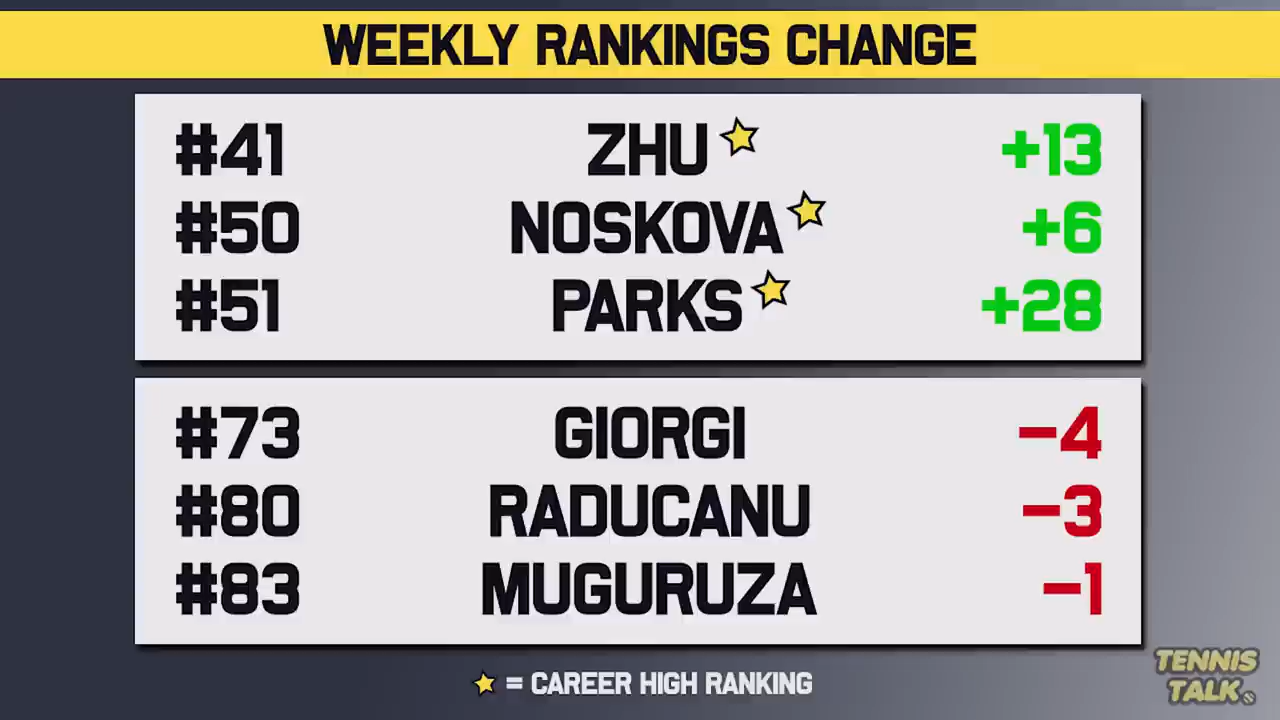 WEEKLY RANKINGS CHANGE
#41 ZHU +13
#50 NOSKOVA +6
#51 PARKS +28
#73 GIORGI -4
#80 RADUCANU -3
#83 MUGURUZA -1
= CAREER HIGH RANKING
TENNIS
TALK